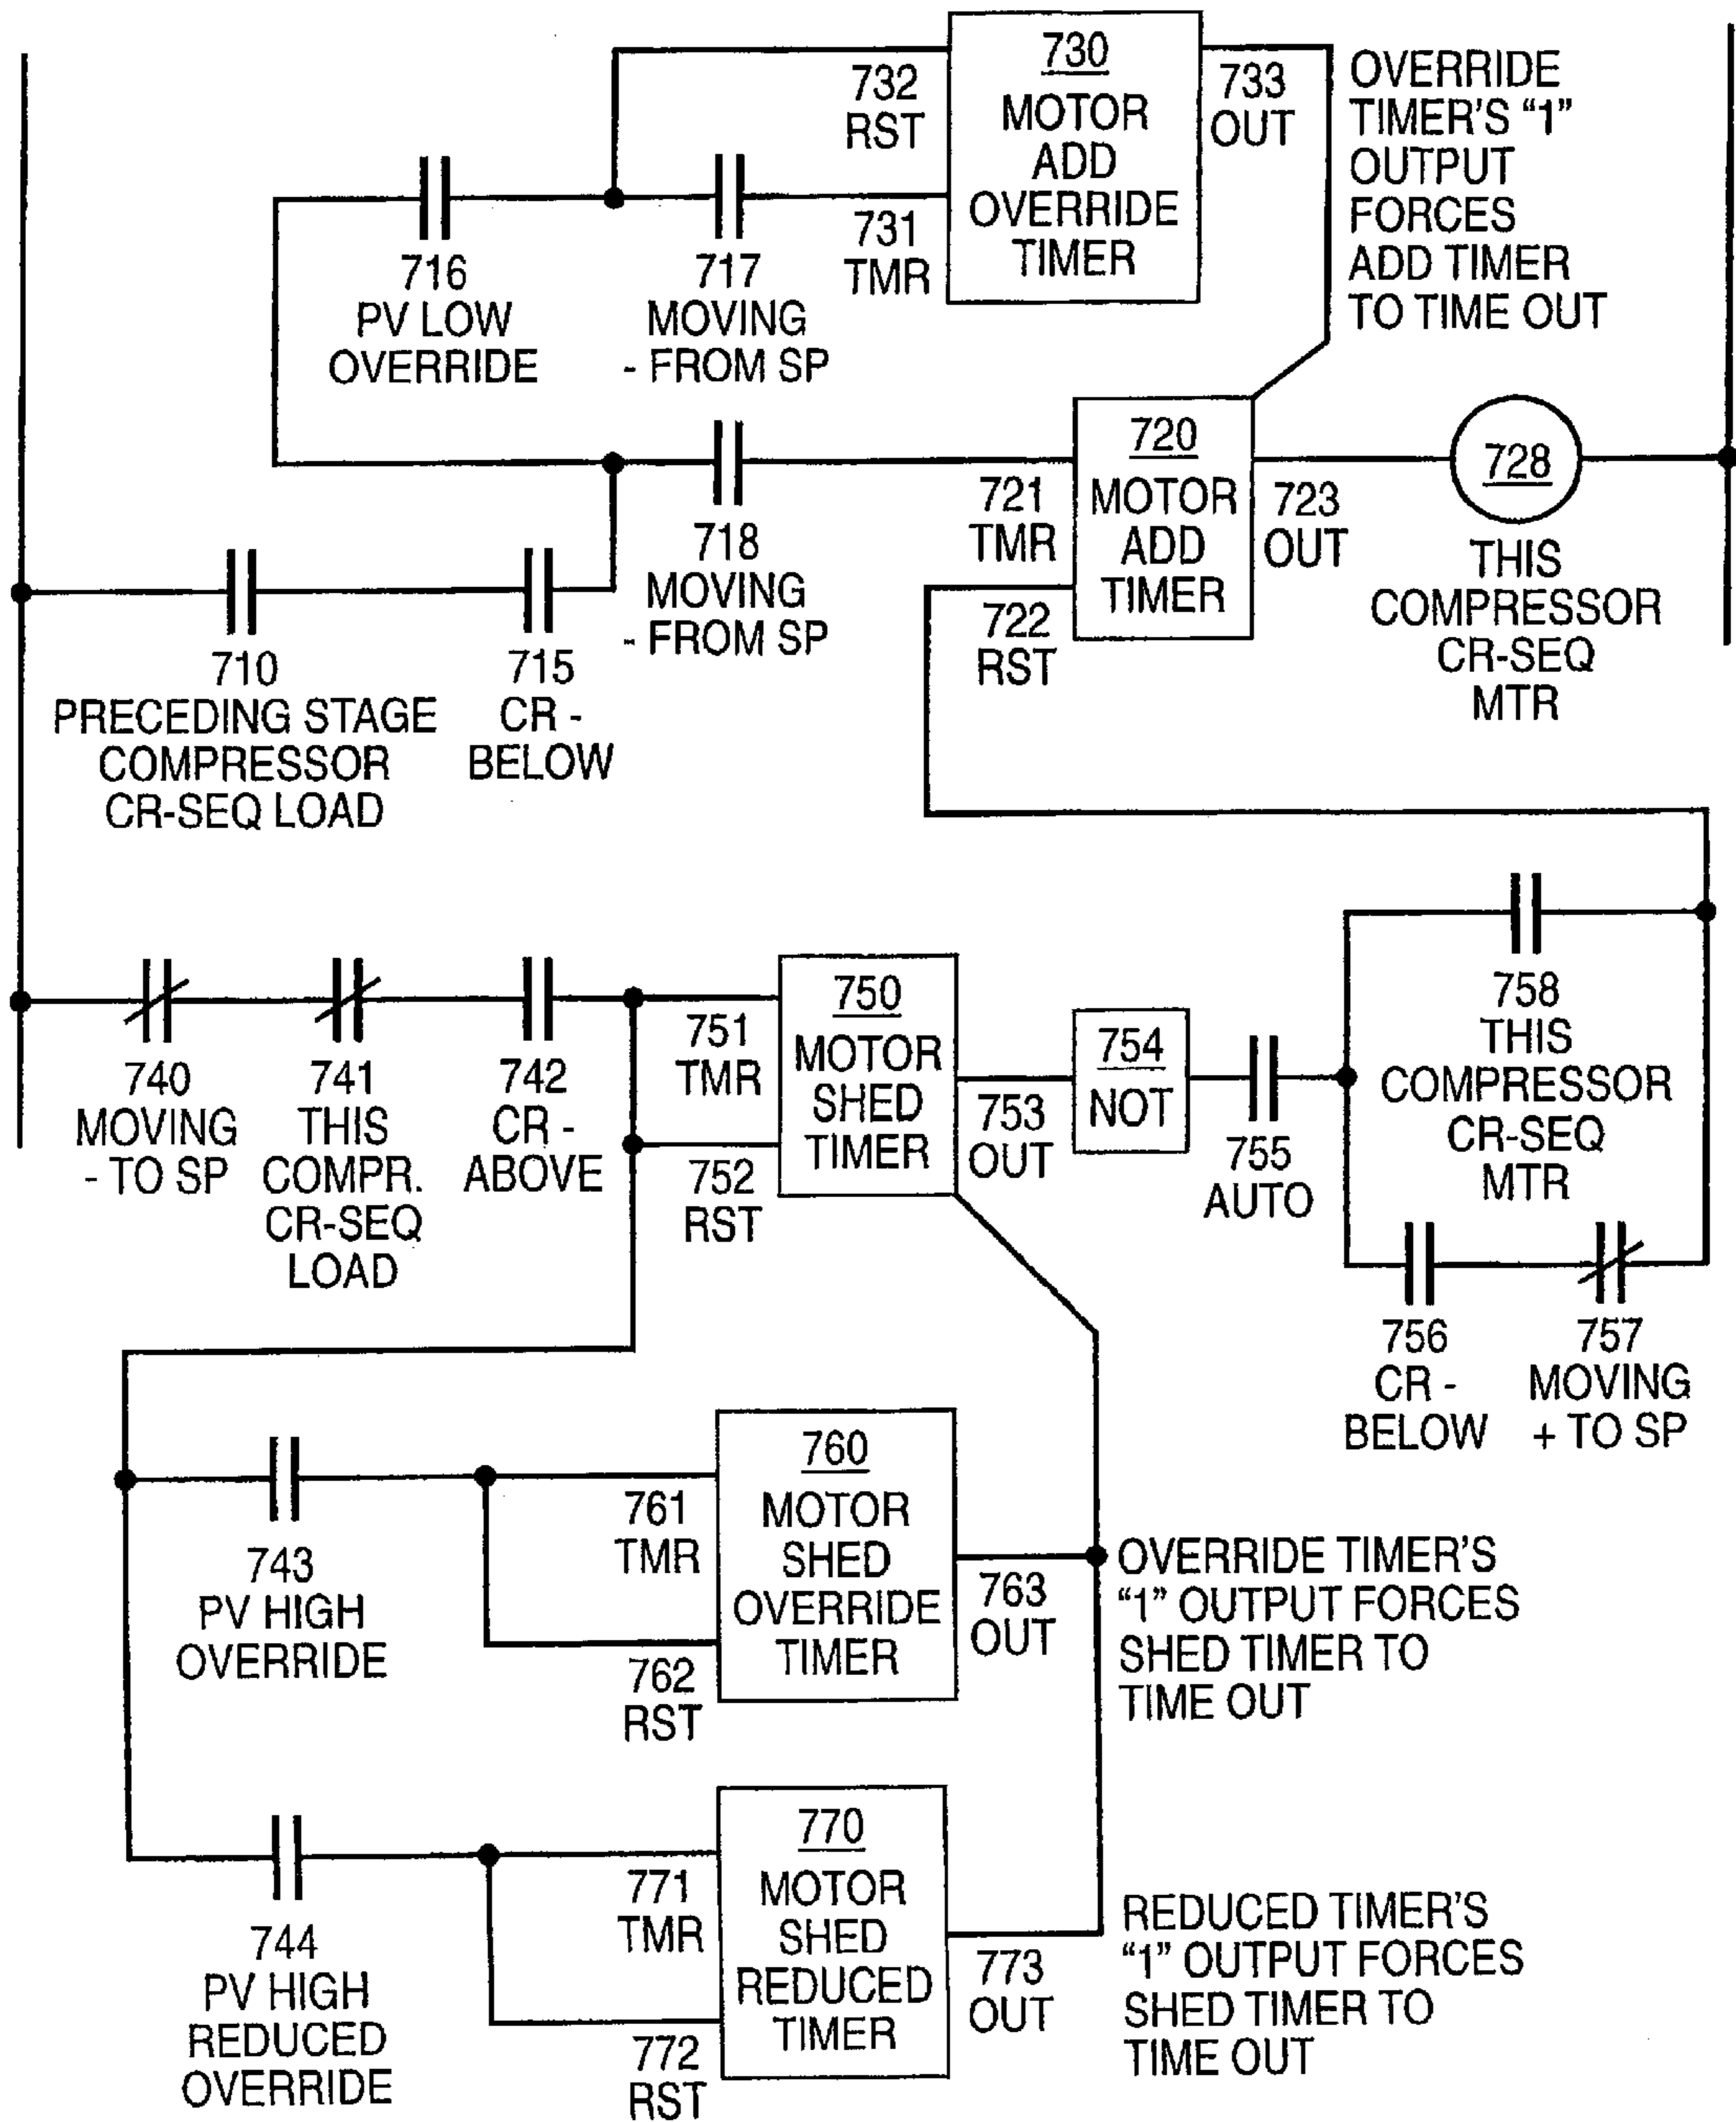 730
MOTOR
ADD
OVERRIDE
TIMER
732
RST
731
TMR
733
OUT
OVERRIDE
TIMER'S “1”
OUTPUT
FORCES
ADD TIMER
TO TIME OUT
716
PV LOW
OVERRIDE
717
MOVING
- FROM SP
720
MOTOR
ADD
TIMER
721
TMR
722
RST
723
OUT
728
THIS
COMPRESSOR
CR-SEQ
MTR
718
MOVING
- FROM SP
710
PRECEDING STAGE
COMPRESSOR
CR-SEQ LOAD
715
CR -
BELOW
740
MOVING
- TO SP
741
THIS
COMPR.
CR-SEQ
LOAD
742
CR -
ABOVE
751
TMR
752
RST
750
MOTOR
SHED
TIMER
753
OUT
754
NOT
755
AUTO
758
THIS
COMPRESSOR
CR-SEQ
MTR
756
CR -
BELOW
757
MOVING
+ TO SP
743
PV HIGH
OVERRIDE
761
TMR
762
RST
760
MOTOR
SHED
OVERRIDE
TIMER
763
OUT
OVERRIDE TIMER'S
“1” OUTPUT FORCES
SHED TIMER TO
TIME OUT
744
PV HIGH
REDUCED
OVERRIDE
771
TMR
772
RST
770
MOTOR
SHED
REDUCED
TIMER
773
OUT
REDUCED TIMER'S
“1” OUTPUT FORCES
SHED TIMER TO
TIME OUT